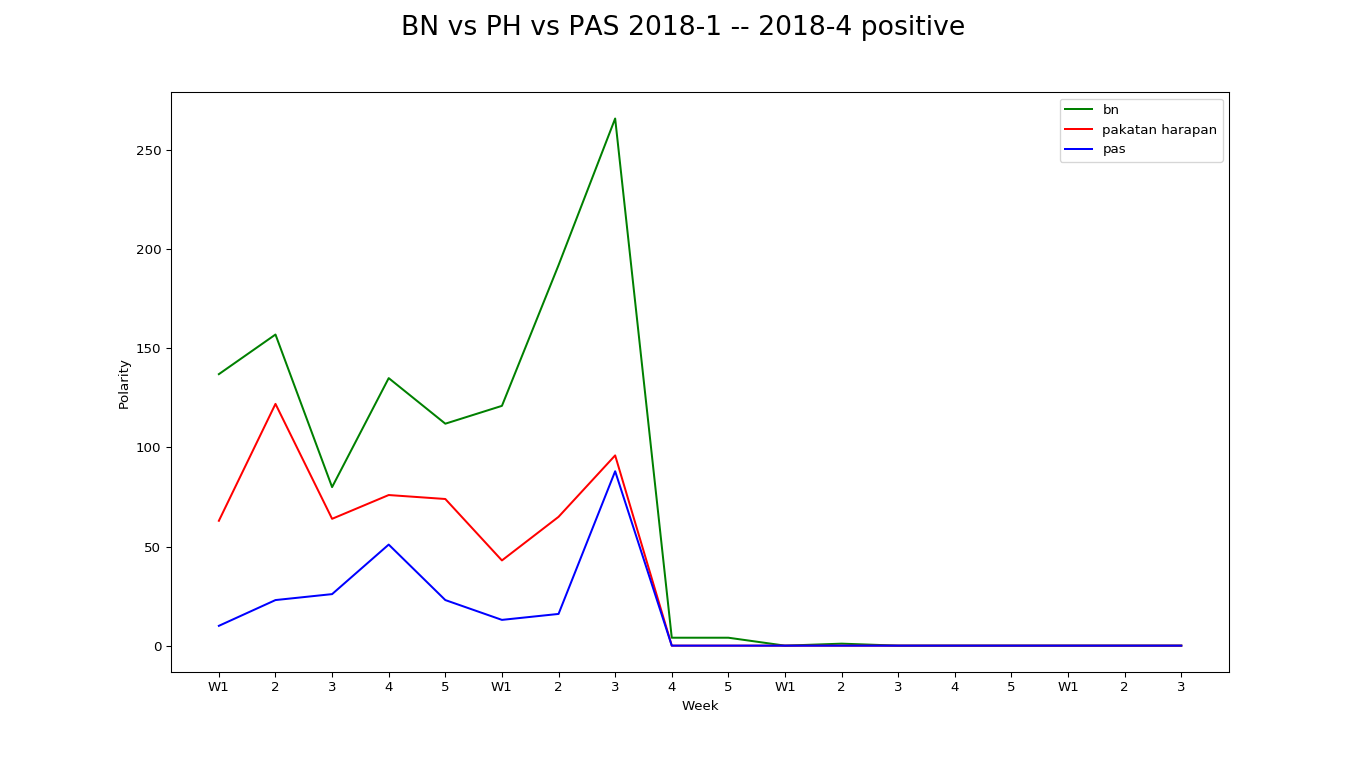 BN vs PH vs PAS 2018-1 -- 2018-4 positive
bn
pakatan harapan
pas
250
200
150
100
50
0
Polarity
W1 2 3 4 5 W1 2 3 4 5 W1 2 3 4 5 W1 2 3
Week